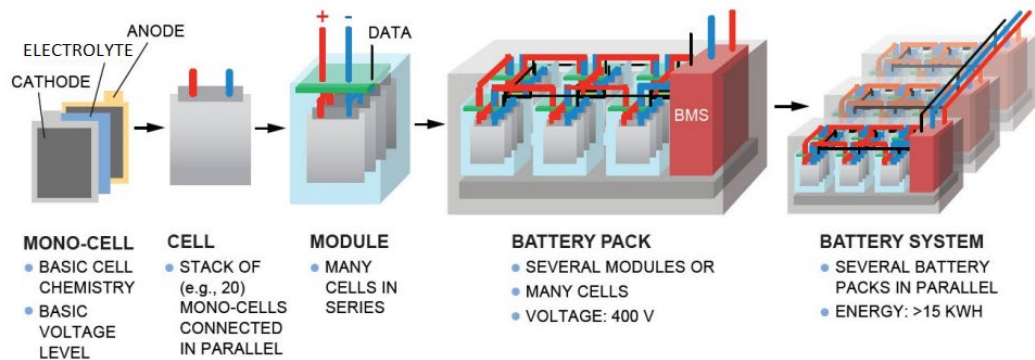 ANODE
ELECTROLYTE
CATHODE
+ -
DATA
BMS
MONO-CELL
BASIC CELL
CHEMISTRY
BASIC
VOLTAGE
LEVEL
CELL
STACK OF
(e.g., 20)
MONO-CELLS
CONNECTED
IN PARALLEL
MODULE
MANY
CELLS IN
SERIES
BATTERY PACK
SEVERAL MODULES OR
MANY CELLS
VOLTAGE: 400 V
BATTERY SYSTEM
SEVERAL BATTERY
PACKS IN PARALLEL
ENERGY: >15 KWH